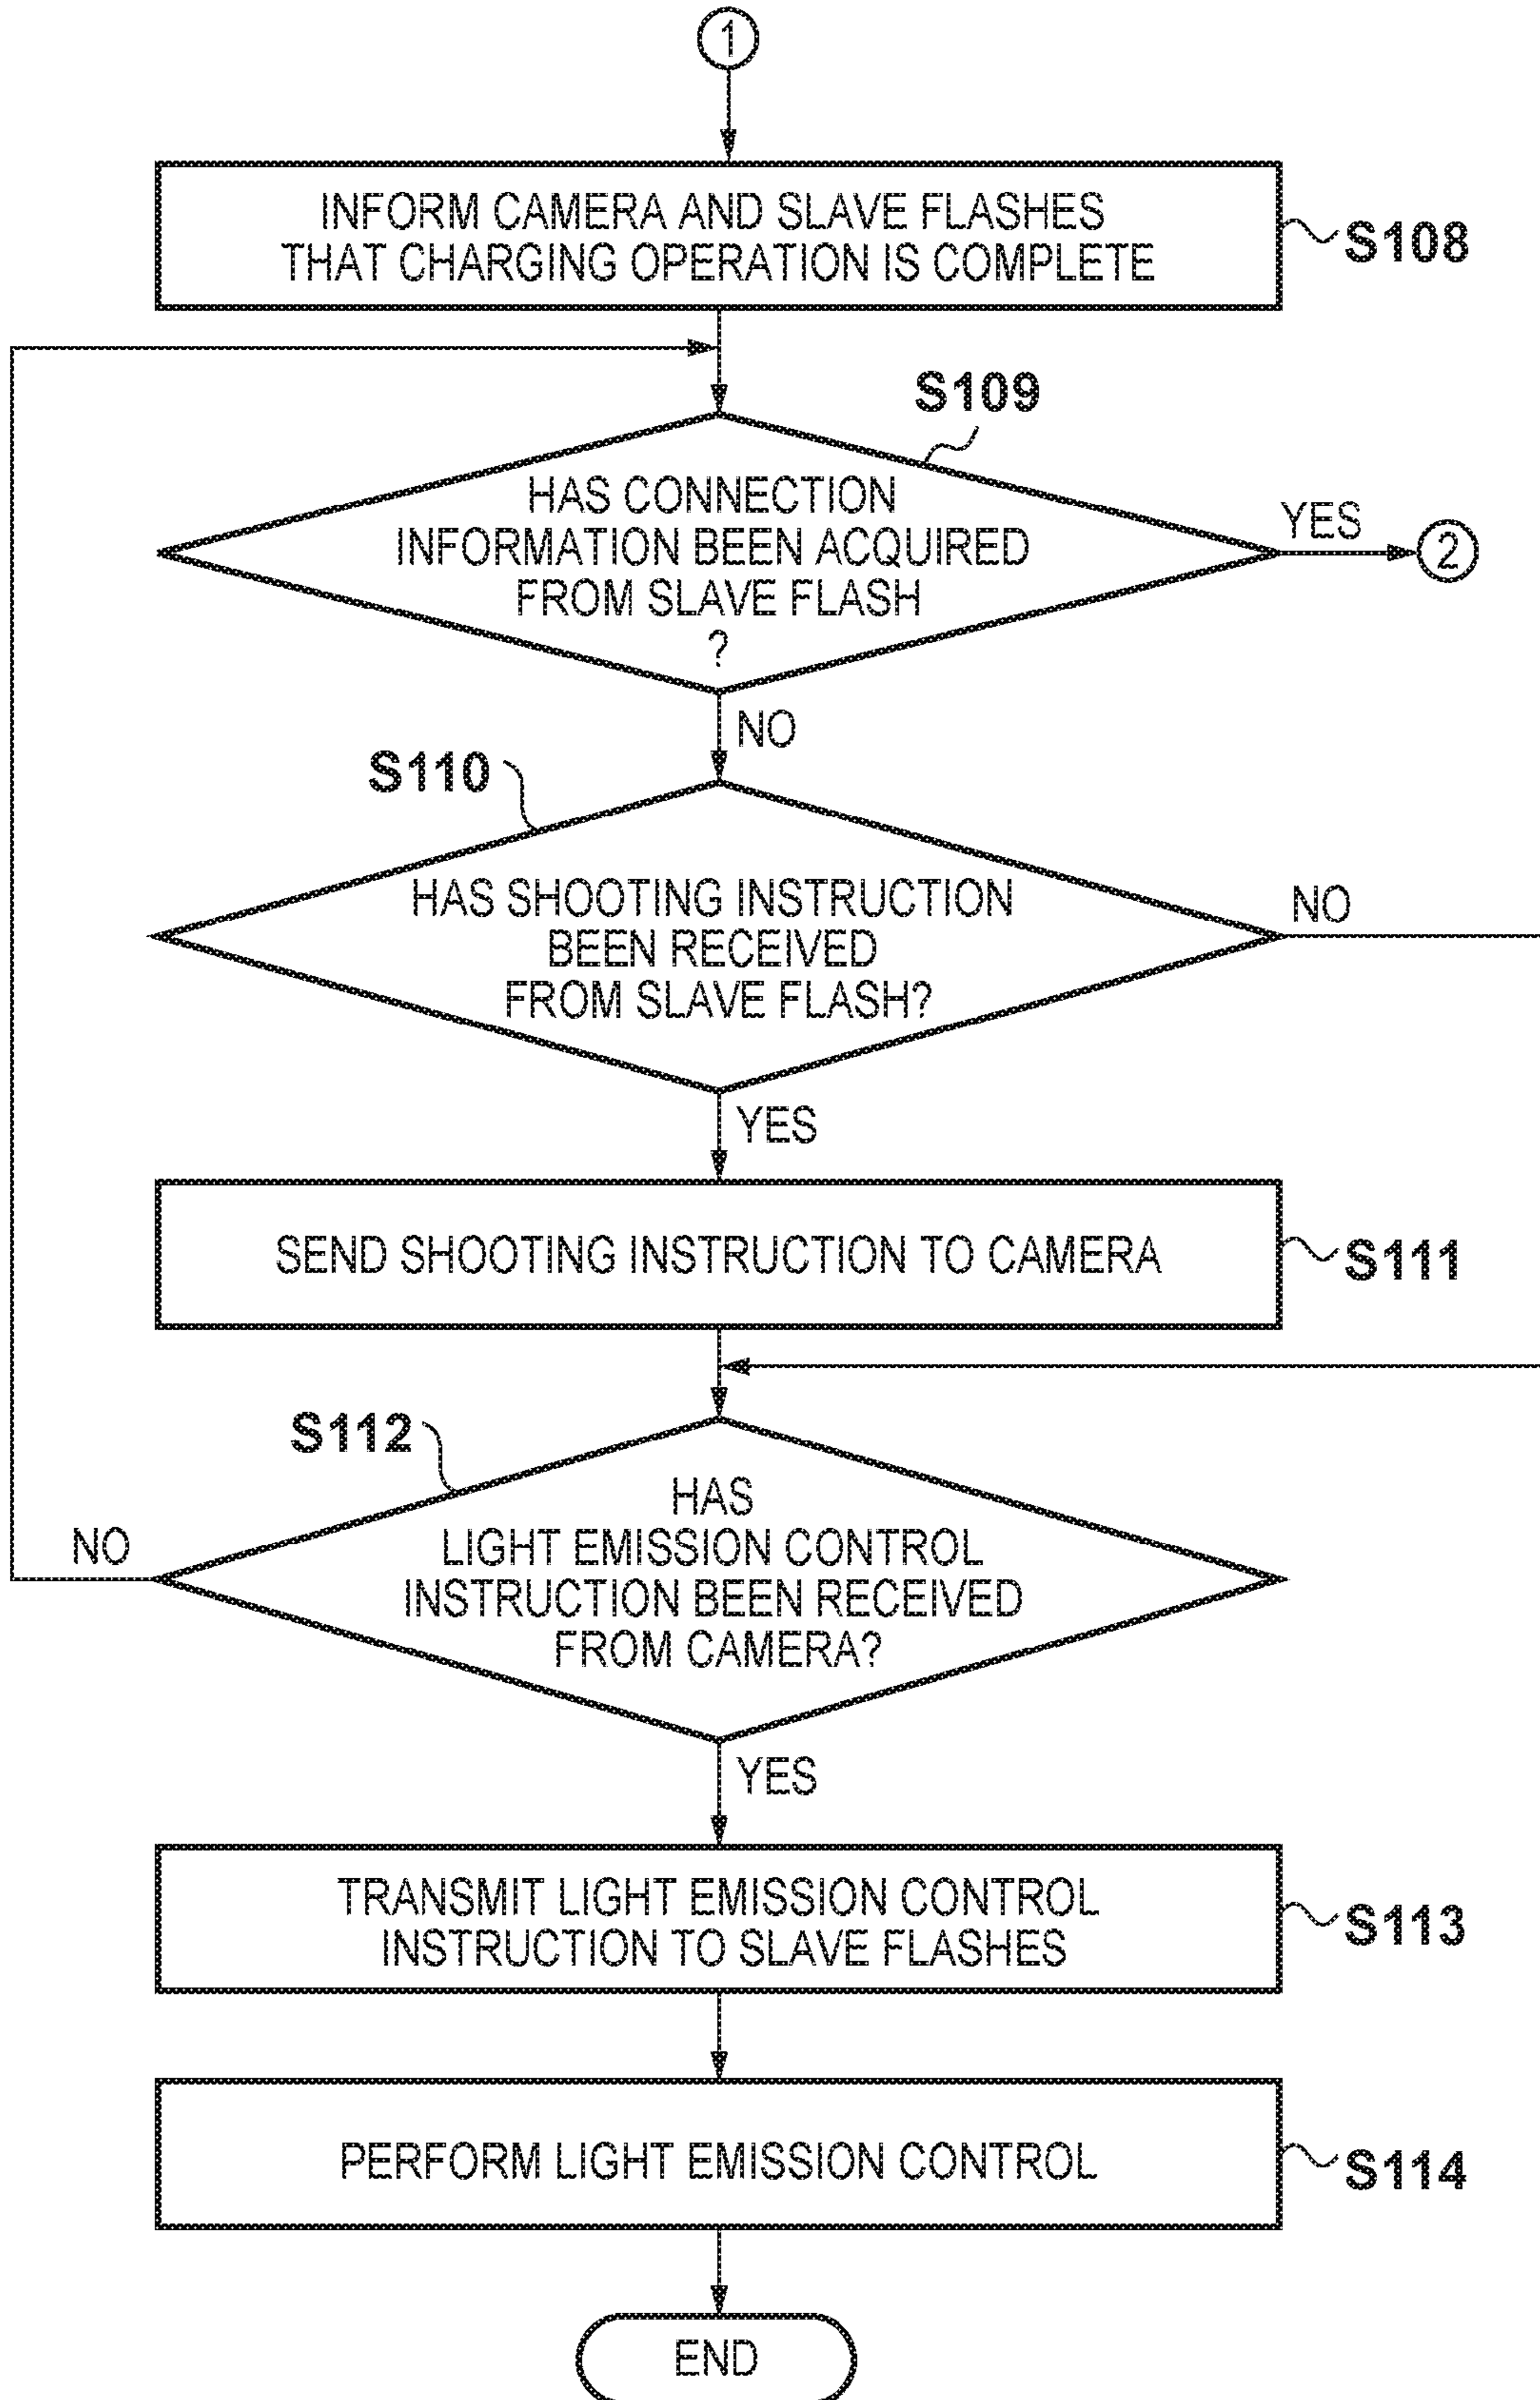 1
INFORM CAMERA AND SLAVE FLASHES
THAT CHARGING OPERATION IS COMPLETE
S108
S109
HAS CONNECTION
INFORMATION BEEN ACQUIRED
FROM SLAVE FLASH
?
YES
2
NO
S110
HAS SHOOTING INSTRUCTION
BEEN RECEIVED
FROM SLAVE FLASH?
NO
YES
SEND SHOOTING INSTRUCTION TO CAMERA
S111
S112
HAS
LIGHT EMISSION CONTROL
INSTRUCTION BEEN RECEIVED
FROM CAMERA?
NO
YES
TRANSMIT LIGHT EMISSION CONTROL
INSTRUCTION TO SLAVE FLASHES
S113
PERFORM LIGHT EMISSION CONTROL
S114
END